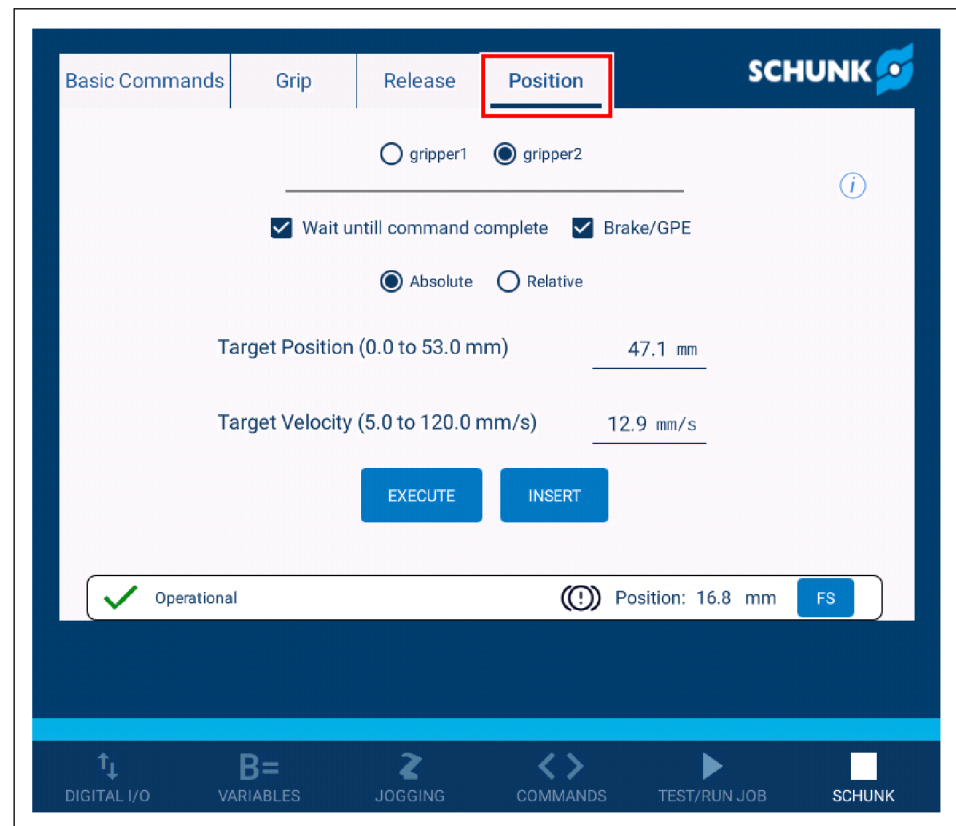 Basic Commands Grip Release Position SCHUNK
gripper1 gripper2
i
Wait untill command complete Brake/GPE
Absolute Relative
Target Position (0.0 to 53.0 mm) 47.1 mm
Target Velocity (5.0 to 120.0 mm/s) 12.9 mm/s
EXECUTE INSERT
Operational (!) Position: 16.8 mm FS
B=
DIGITAL I/O VARIABLES JOGGING COMMANDS TEST/RUN JOB SCHUNK